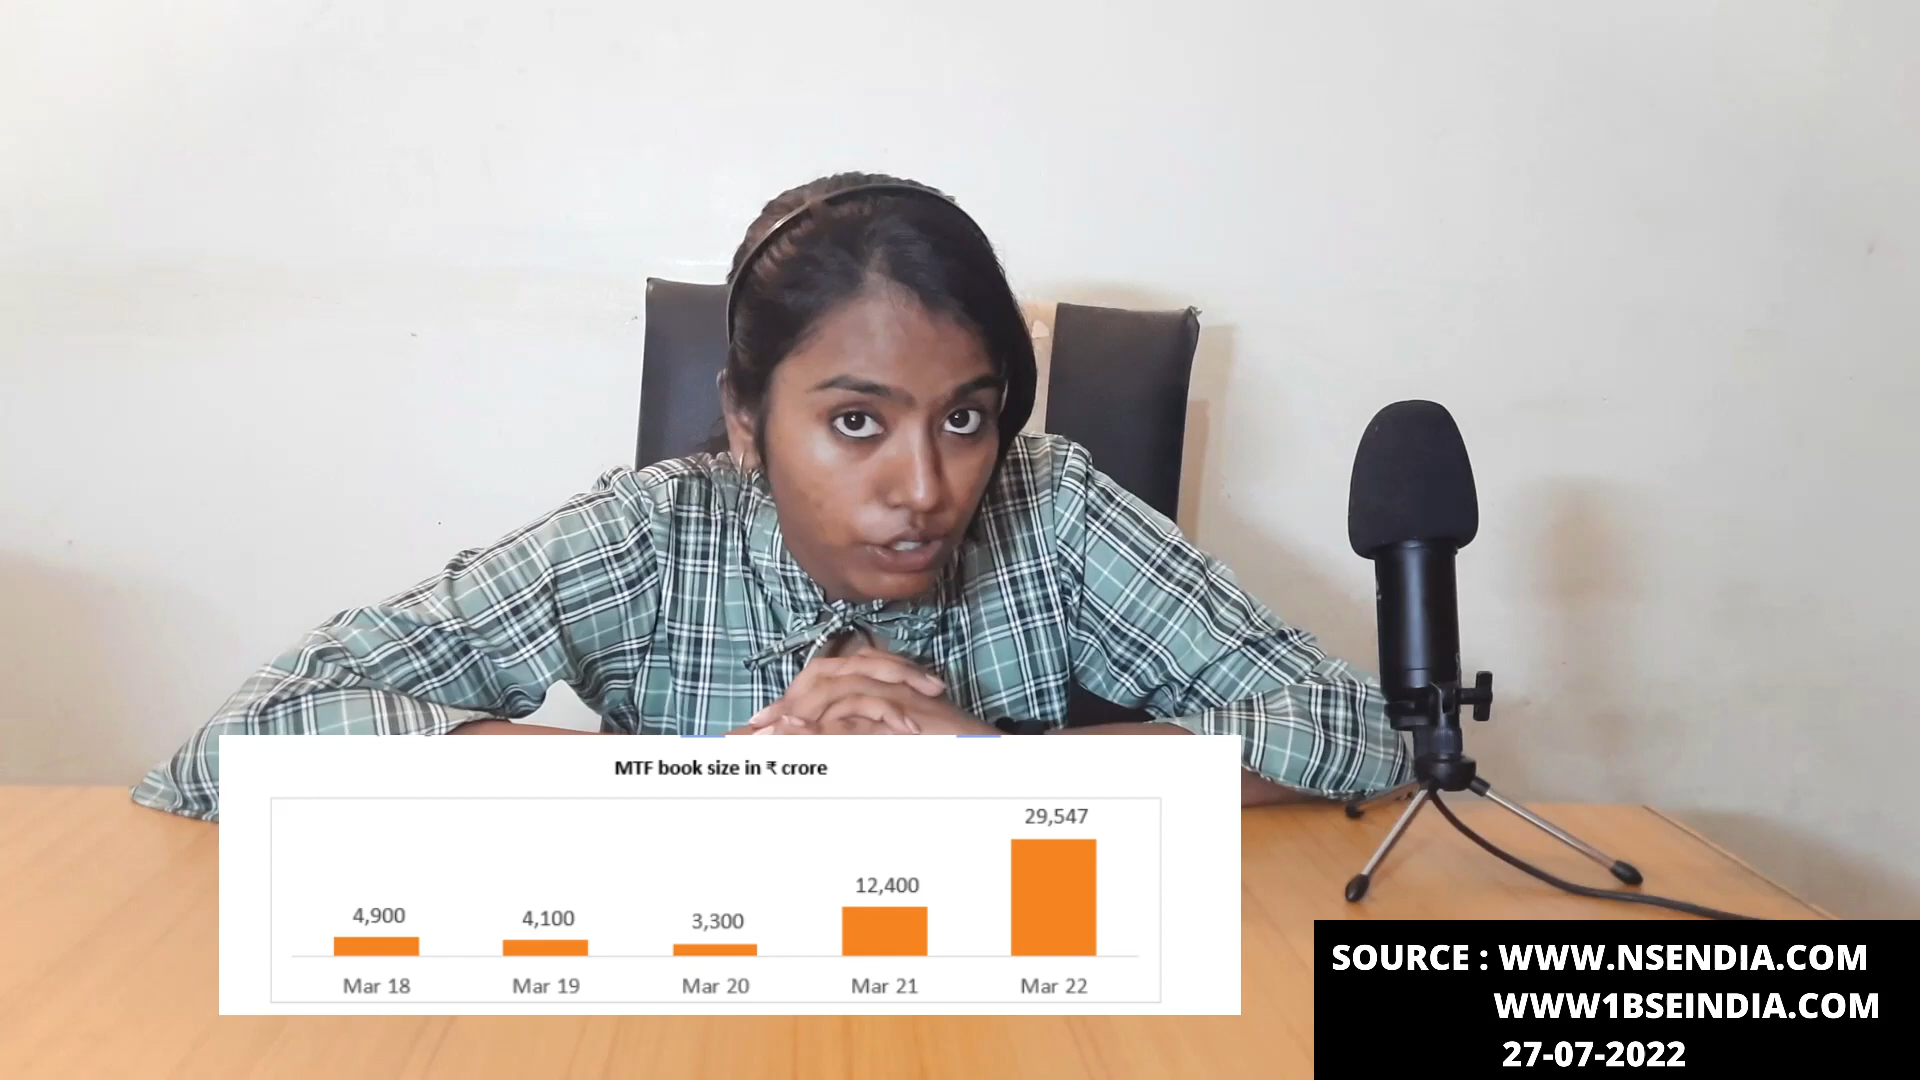 MTF book size in ₹ crore
29,547
12,400
4,900
4,100
3,300
Mar 18 Mar 19 Mar 20 Mar 21 Mar 22
SOURCE : WWW.NSENDIA.COM
WWW1BSEINDIA.COM
27-07-2022